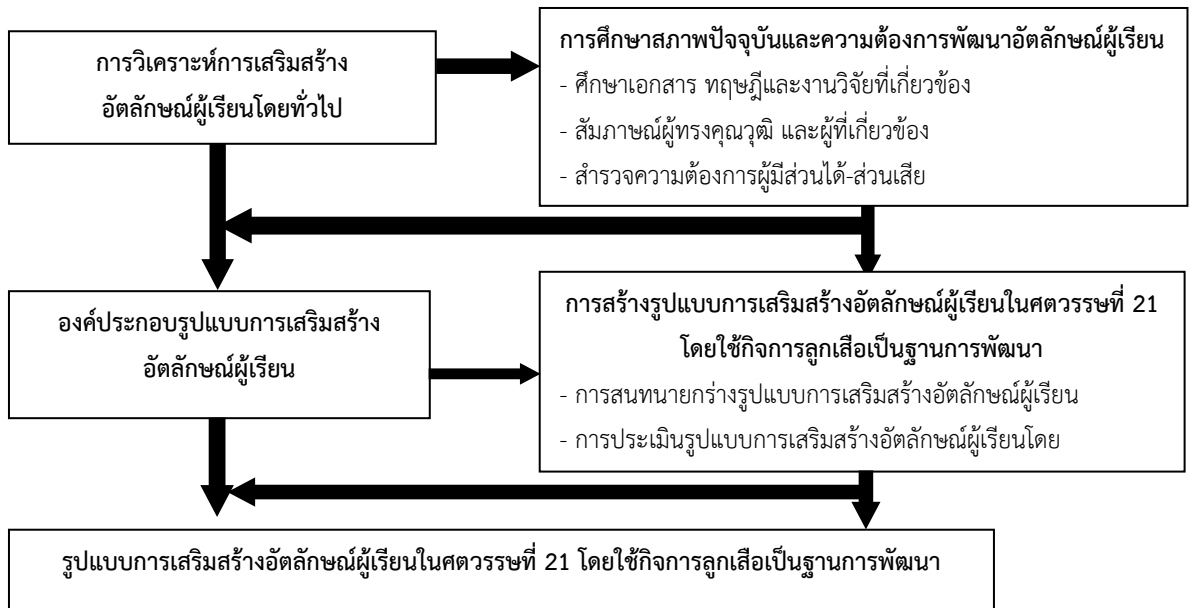 การวิเคราะห์การเสริมสร้าง
อัตลักษณ์ผู้เรียนโดยทั่วไป
การศึกษาสภาพปัจจุบันและความต้องการพัฒนาอัตลักษณ์ผู้เรียน
- ศึกษาเอกสาร ทฤษฎีและงานวิจัยที่เกี่ยวข้อง
- สัมภาษณ์ผู้ทรงคุณวุฒิ และผู้ที่เกี่ยวข้อง
- สำรวจความต้องการผู้มีส่วนได้-ส่วนเสีย
องค์ประกอบรูปแบบการเสริมสร้าง
อัตลักษณ์ผู้เรียน
การสร้างรูปแบบการเสริมสร้างอัตลักษณ์ผู้เรียนในศตวรรษที่ 21
โดยใช้กิจการลูกเสือเป็นฐานการพัฒนา
- การสนทนายกร่างรูปแบบการเสริมสร้างอัตลักษณ์ผู้เรียน
- การประเมินรูปแบบการเสริมสร้างอัตลักษณ์ผู้เรียนโดย
รูปแบบการเสริมสร้างอัตลักษณ์ผู้เรียนในศตวรรษที่ 21 โดยใช้กิจการลูกเสือเป็นฐานการพัฒนา